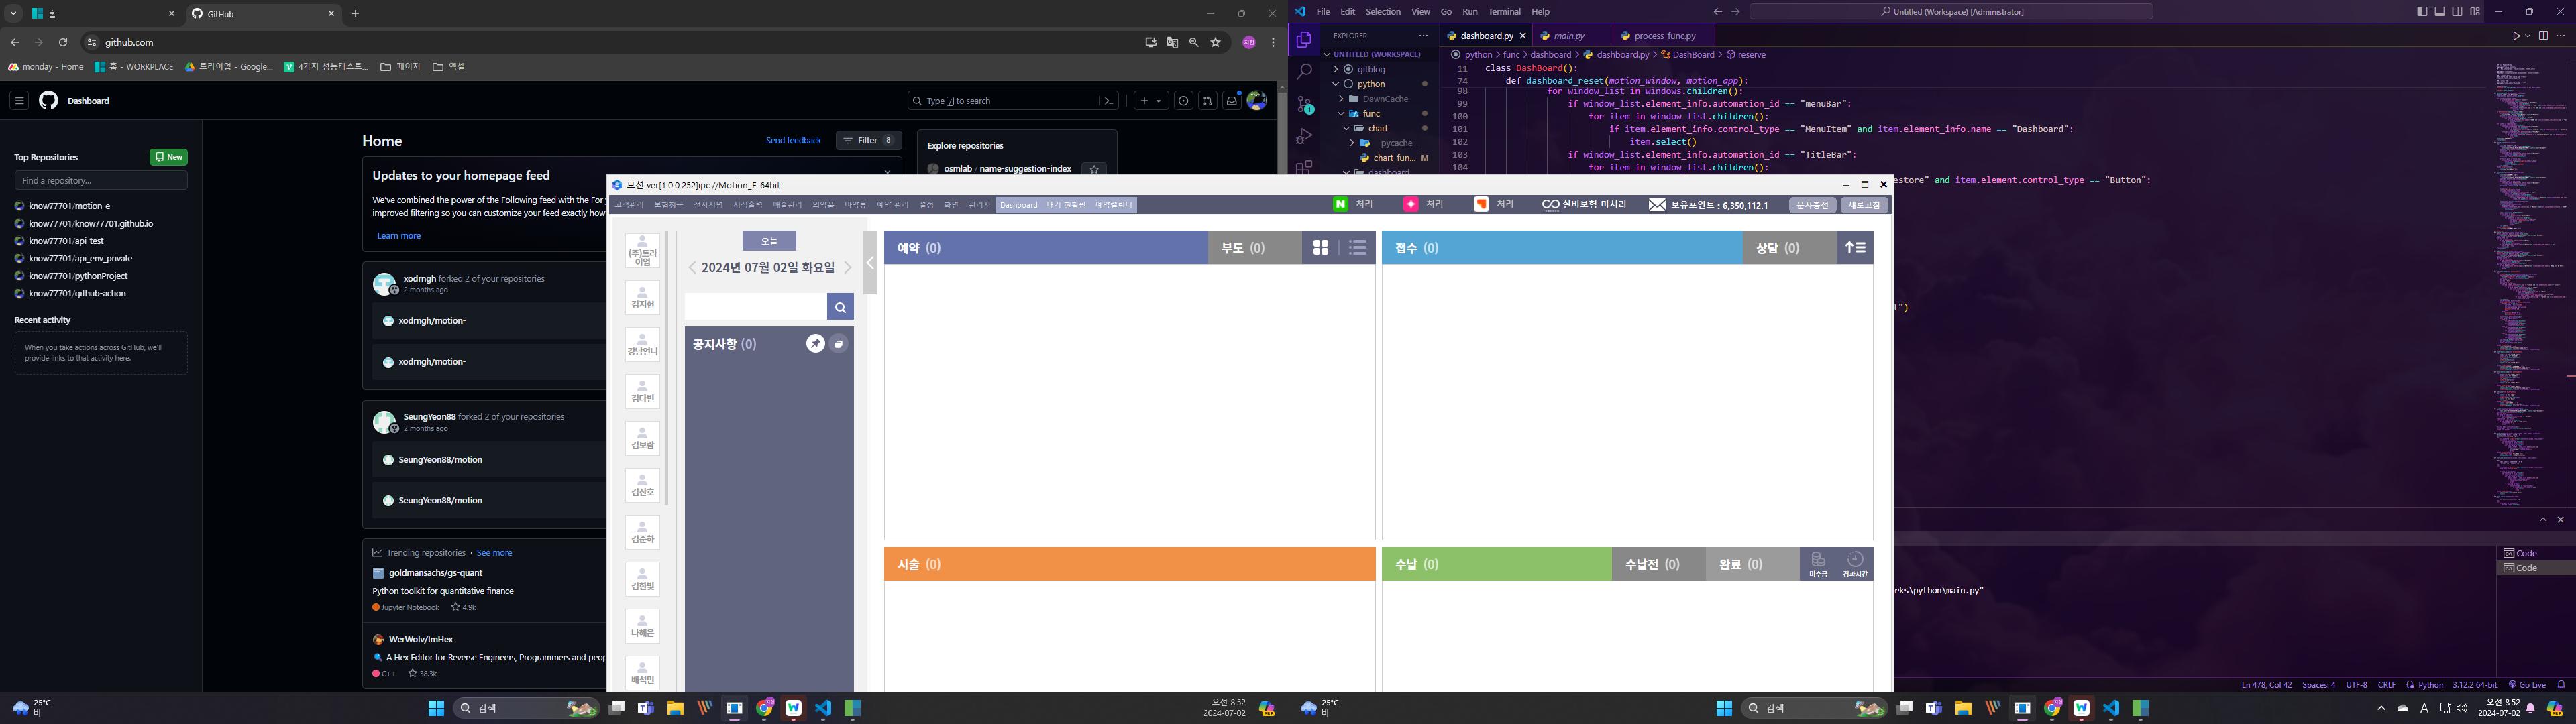 홈
GitHub
github.com
monday - Home
홈 - WORKPLACE
트라이업 - Google...
4가지 성능테스트...
페이지
엑셀
Dashboard
Type / to search
Top Repositories
New
Find a repository...
know77701/motion_e
know77701/know77701.github.io
know77701/api-test
know77701/api_env_private
know77701/pythonProject
know77701/github-action
Recent activity
When you take actions across GitHub, we'll
provide links to that activity here.
Home
Send feedback
Filter 8
Updates to your homepage feed
We've combined the power of the Following feed with the For y
improved filtering so you can customize your feed exactly how
Learn more
xodrngh forked 2 of your repositories
2 months ago
xodrngh/motion-
xodrngh/motion-
SeungYeon88 forked 2 of your repositories
2 months ago
SeungYeon88/motion
SeungYeon88/motion
Trending repositories · See more
goldmansachs/gs-quant
Python toolkit for quantitative finance
Jupyter Notebook 4.9k
WerWolv/ImHex
A Hex Editor for Reverse Engineers, Programmers and peop
C++ 38.3k
Explore repositories
osmlab / name-suggestion-index
모션.ver[1.0.0.252]ipc://Motion_E-64bit
고객관리 보험청구 전자서명 서식출력 매출관리 의약품 마약류 예약 관리 설정 화면 관리자 Dashboard 대기 현황판 예약캘린더
처리
처리
처리
실비보험 미처리
보유포인트 : 6,350,112.1
문자충전
새로고침
(주)트라
이업
김지현
강남언니
김다빈
김보람
김산호
김준하
김한빛
나혜은
배석민
오늘
2024년 07월 02일 화요일
공지사항 (0)
예약 (0)
부도 (0)
접수 (0)
상담 (0)
시술 (0)
수납 (0)
수납전 (0)
완료 (0)
미수금
경과시간
File Edit Selection View Go Run Terminal Help
Untitled (Workspace) [Administrator]
EXPLORER
UNTITLED (WORKSPACE)
gitblog
python
DawnCache
func
chart
__pycache__
chart_fun... M
dashboard
dashboard.py
main.py
process_func.py
python > func > dashboard > dashboard.py > DashBoard > reserve
11 class DashBoard():
74 def dashboard_reset(motion_window, motion_app):
98 for window_list in windows.children():
99 if window_list.element_info.automation_id == "menuBar":
100 for item in window_list.children():
101 if item.element_info.control_type == "MenuItem" and item.element_info.name == "Dashboard":
102 item.select()
103 if window_list.element_info.automation_id == "TitleBar":
104 for item in window_list.children():
estore" and item.element.control_type == "Button":
t")
rks\python\main.py"
Code
Code
Ln 478, Col 42 Spaces: 4 UTF-8 CRLF Python 3.12.2 64-bit Go Live
25°C
비
검색
오전 8:52
2024-07-02
25°C
비
검색
A
오전 8:52
2024-07-02